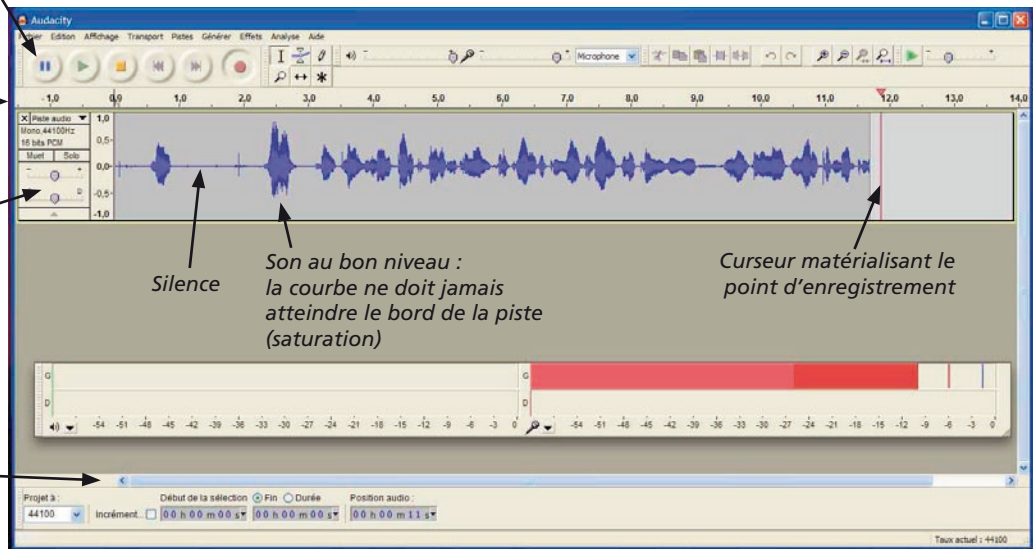 Audacity
Fichier Edition Affichage Transport Pistes Générer Effets Analyse Aide
Microphone
- 1,0 0,9 1,0 2,0 3,0 4,0 5,0 6,0 7,0 8,0 9,0 10,0 11,0 12,0 13,0 14,0
X Piste audio 1,0
Mono,44100Hz
16 bits PCM 0,5-
Muet Solo
- + 0,0-
D -0,5-
-1,0
Silence
Son au bon niveau :
la courbe ne doit jamais
atteindre le bord de la piste
(saturation)
Curseur matérialisant le
point d'enregistrement
G G
D D
-54 -51 -48 -45 -42 -39 -36 -33 -30 -27 -24 -21 -18 -15 -12 -9 -6 -3 0 -54 -51 -48 -45 -42 -39 -36 -33 -30 -27 -24 -21 -18 -15 -12 -9 -6 -3 0
Projet à : Début de la sélection Fin Durée Position audio :
44100 Incrément. 00 h 00 m 00 s 00 h 00 m 00 s 00 h 00 m 11 s
Taux actuel : 44100